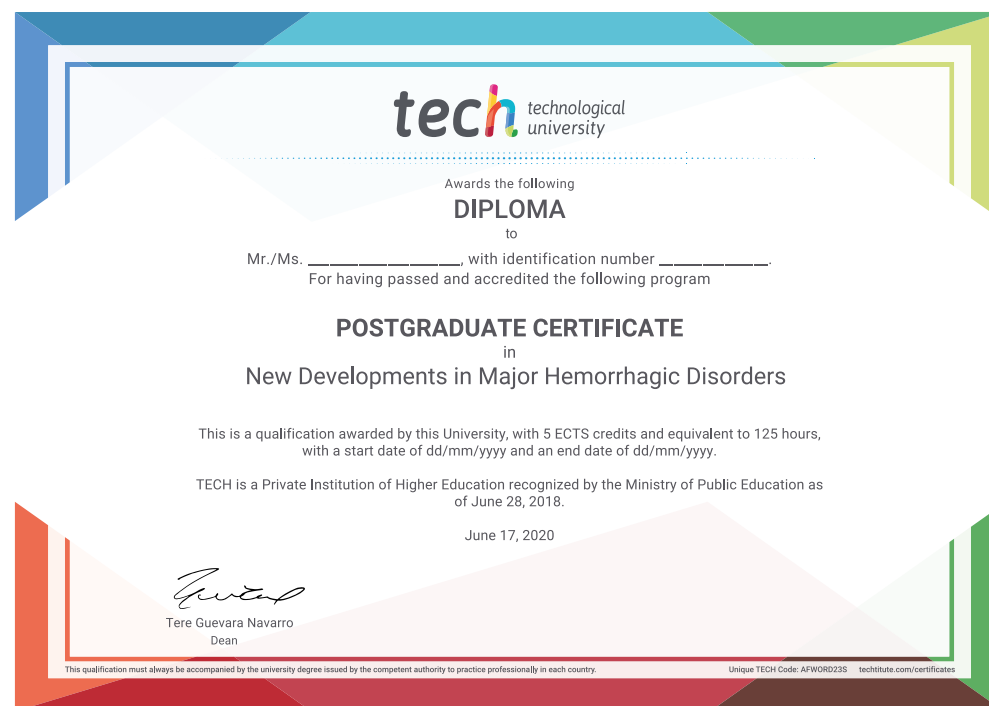 tech technological
university
Awards the following
DIPLOMA
to
Mr./Ms. ____________________, with identification number ______________.
For having passed and accredited the following program
POSTGRADUATE CERTIFICATE
in
New Developments in Major Hemorrhagic Disorders
This is a qualification awarded by this University, with 5 ECTS credits and equivalent to 125 hours,
with a start date of dd/mm/yyyy and an end date of dd/mm/yyyy.
TECH is a Private Institution of Higher Education recognized by the Ministry of Public Education as
of June 28, 2018.
June 17, 2020
Tere Guevara Navarro
Dean
This qualification must always be accompanied by the university degree issued by the competent authority to practice professionally in each country. Unique TECH Code: AFWORD23S techtitute.com/certificates